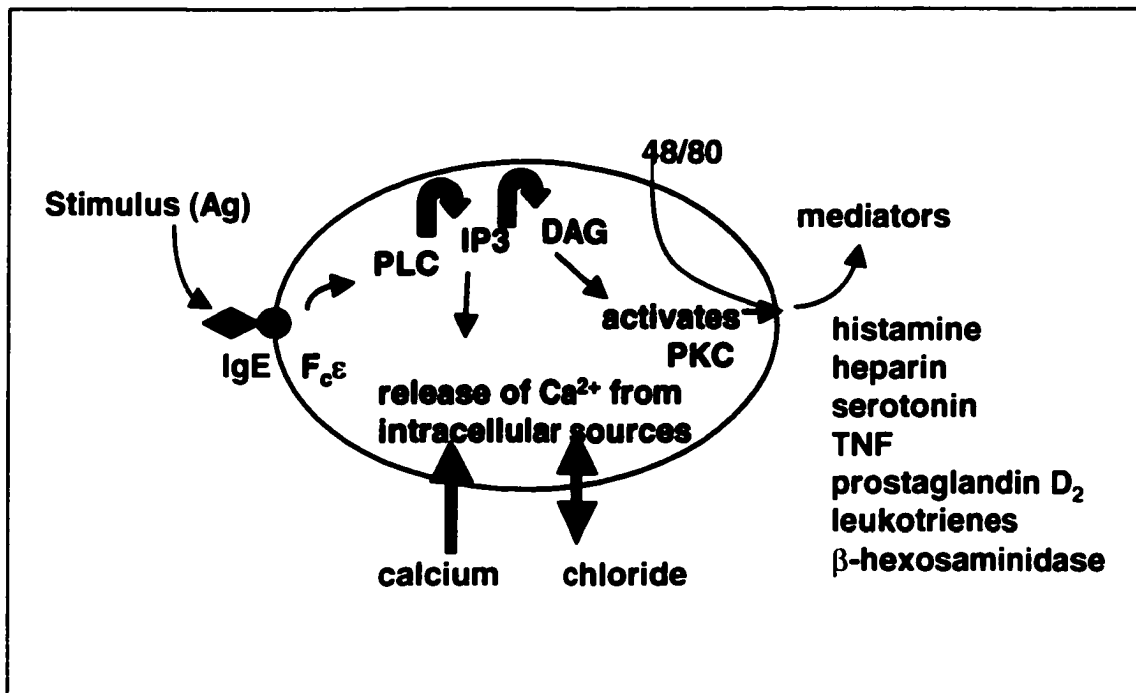 48/80
Stimulus (Ag)
mediators
PLC
IP3
DAG
activates
PKC
IgE
Fcε
release of Ca²⁺ from
intracellular sources
calcium
chloride
histamine
heparin
serotonin
TNF
prostaglandin D₂
leukotrienes
β-hexosaminidase